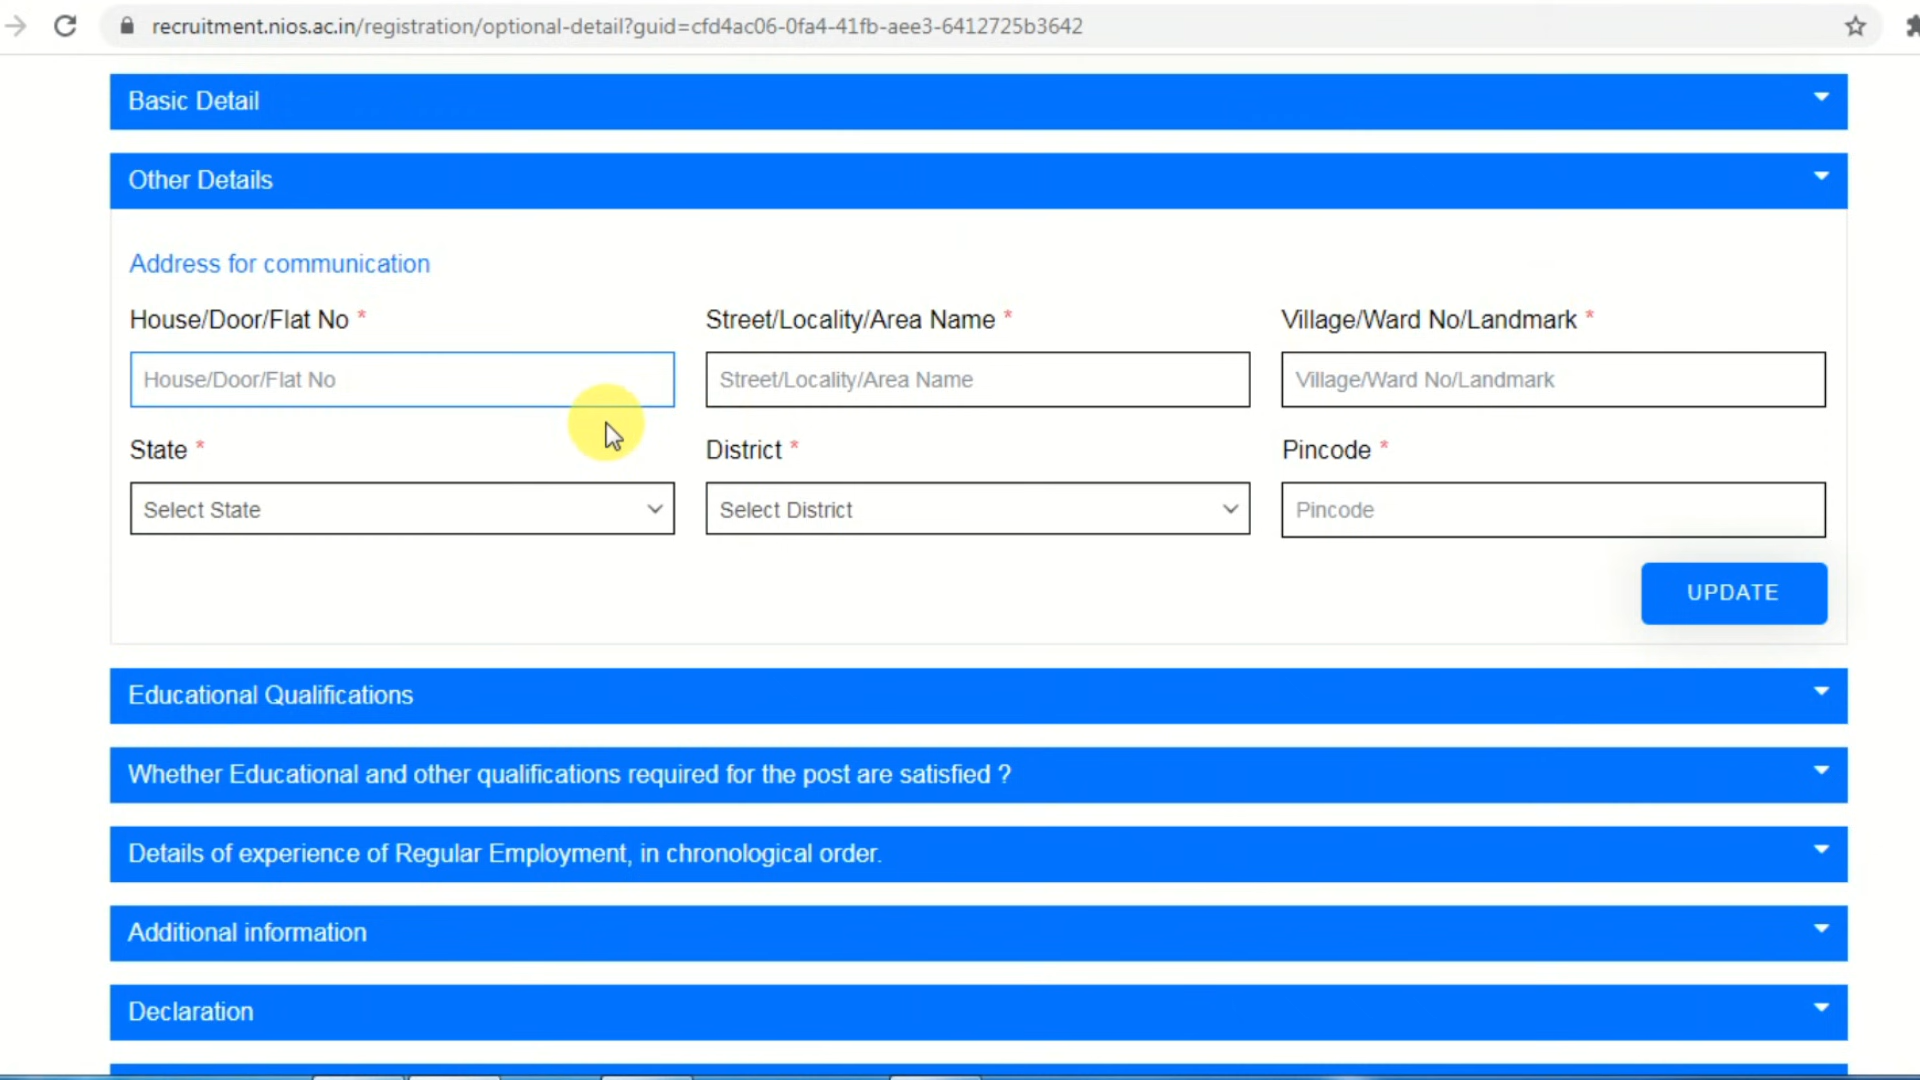 recruitment.nios.ac.in/registration/optional-detail?guid=cfd4ac06-0fa4-41fb-aee3-6412725b3642
Basic Detail
Other Details
Address for communication
House/Door/Flat No * Street/Locality/Area Name * Village/Ward No/Landmark *
House/Door/Flat No Street/Locality/Area Name Village/Ward No/Landmark
State * District * Pincode *
Select State Select District Pincode
UPDATE
Educational Qualifications
Whether Educational and other qualifications required for the post are satisfied ?
Details of experience of Regular Employment, in chronological order.
Additional information
Declaration